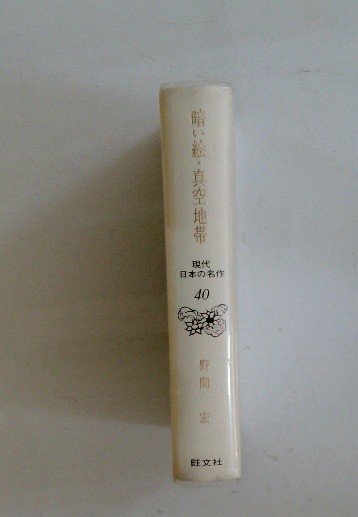 暗い絵・真空地帯
現代
日本の名作
40
野間 宏
旺文社